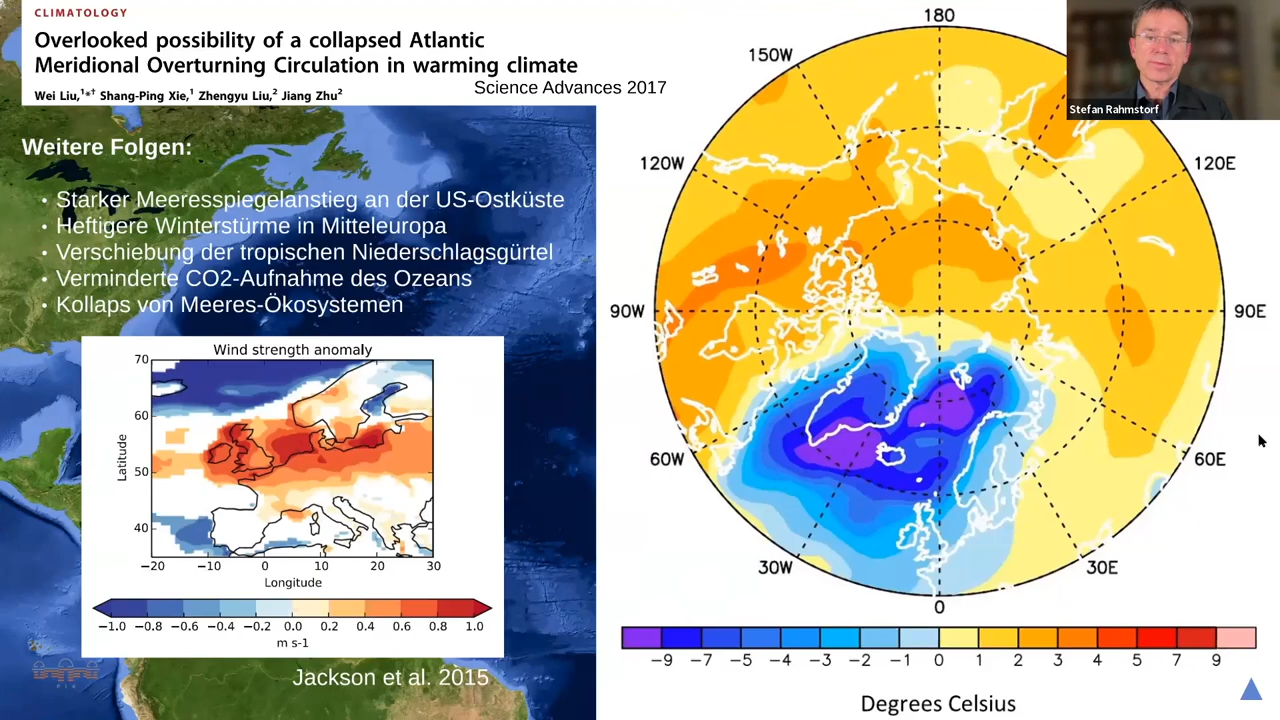 CLIMATOLOGY
Overlooked possibility of a collapsed Atlantic
Meridional Overturning Circulation in warming climate
Wei Liu,¹*† Shang-Ping Xie,¹ Zhengyu Liu,² Jiang Zhu²
Science Advances 2017
Weitere Folgen:
• Starker Meeresspiegelanstieg an der US-Ostküste
• Heftigere Winterstürme in Mitteleuropa
• Verschiebung der tropischen Niederschlagsgürtel
• Verminderte CO2-Aufnahme des Ozeans
• Kollaps von Meeres-Ökosystemen
Wind strength anomaly
70
60
50
40
Latitude
−20 −10 0 10 20 30
Longitude
−1.0 −0.8 −0.6 −0.4 −0.2 0.0 0.2 0.4 0.6 0.8 1.0
m s-1
Jackson et al. 2015
PIK
180
150W
120W
120E
90W
90E
60W
60E
30W
30E
0
−9 −7 −5 −4 −3 −2 −1 0 1 2 3 4 5 7 9
Degrees Celsius
Stefan Rahmstorf